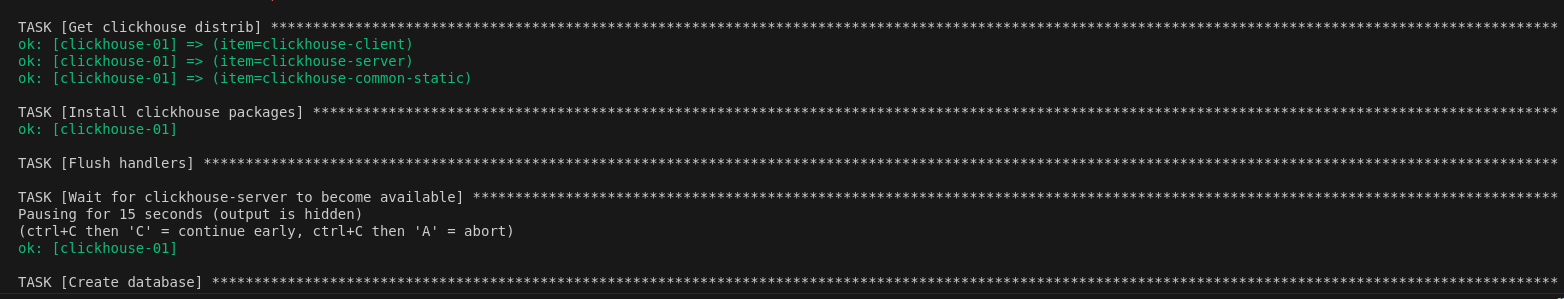 TASK [Get clickhouse distrib] *********************************************************************************************************************************************************
ok: [clickhouse-01] => (item=clickhouse-client)
ok: [clickhouse-01] => (item=clickhouse-server)
ok: [clickhouse-01] => (item=clickhouse-common-static)
TASK [Install clickhouse packages] ****************************************************************************************************************************************************
ok: [clickhouse-01]
TASK [Flush handlers] *****************************************************************************************************************************************************************
TASK [Wait for clickhouse-server to become available] *********************************************************************************************************************************
Pausing for 15 seconds (output is hidden)
(ctrl+C then 'C' = continue early, ctrl+C then 'A' = abort)
ok: [clickhouse-01]
TASK [Create database] ****************************************************************************************************************************************************************